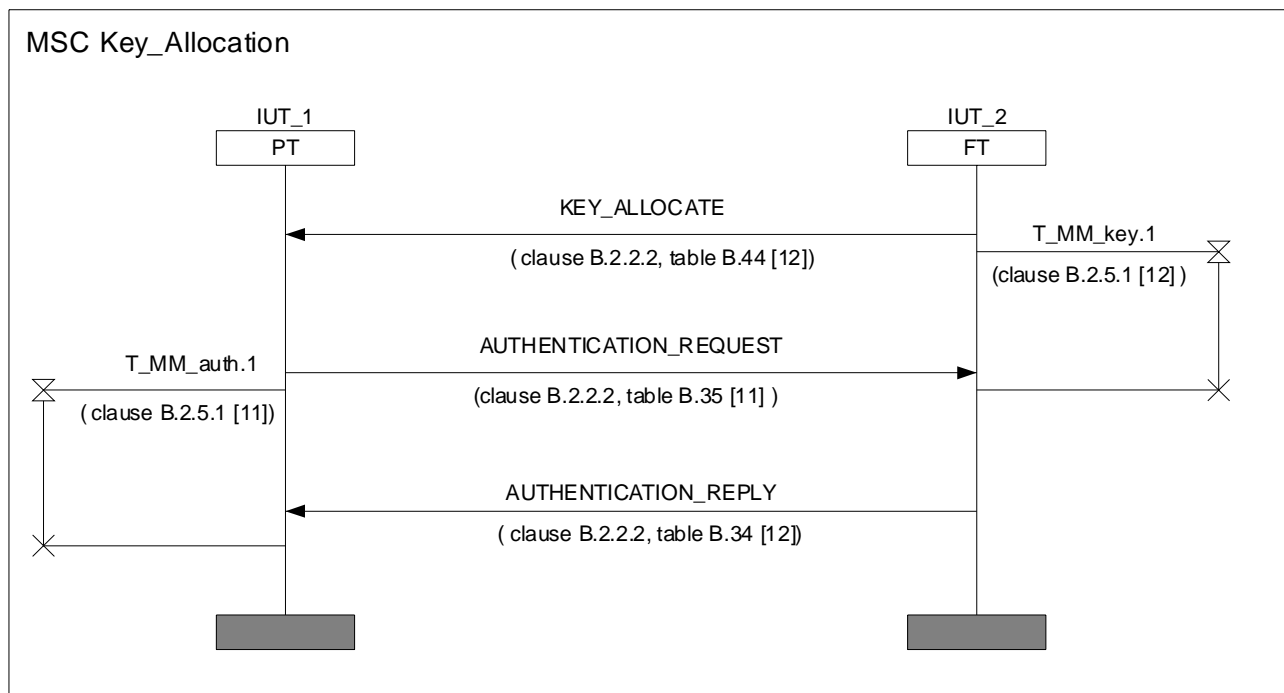 MSC Key_Allocation
IUT_1
IUT_2
PT
FT
KEY_ALLOCATE
T_MM_key.1
( clause B.2.2.2, table B.44 [12])
(clause B.2.5.1 [12] )
AUTHENTICATION_REQUEST
T_MM_auth.1
(clause B.2.2.2, table B.35 [11] )
( clause B.2.5.1 [11])
AUTHENTICATION_REPLY
( clause B.2.2.2, table B.34 [12])